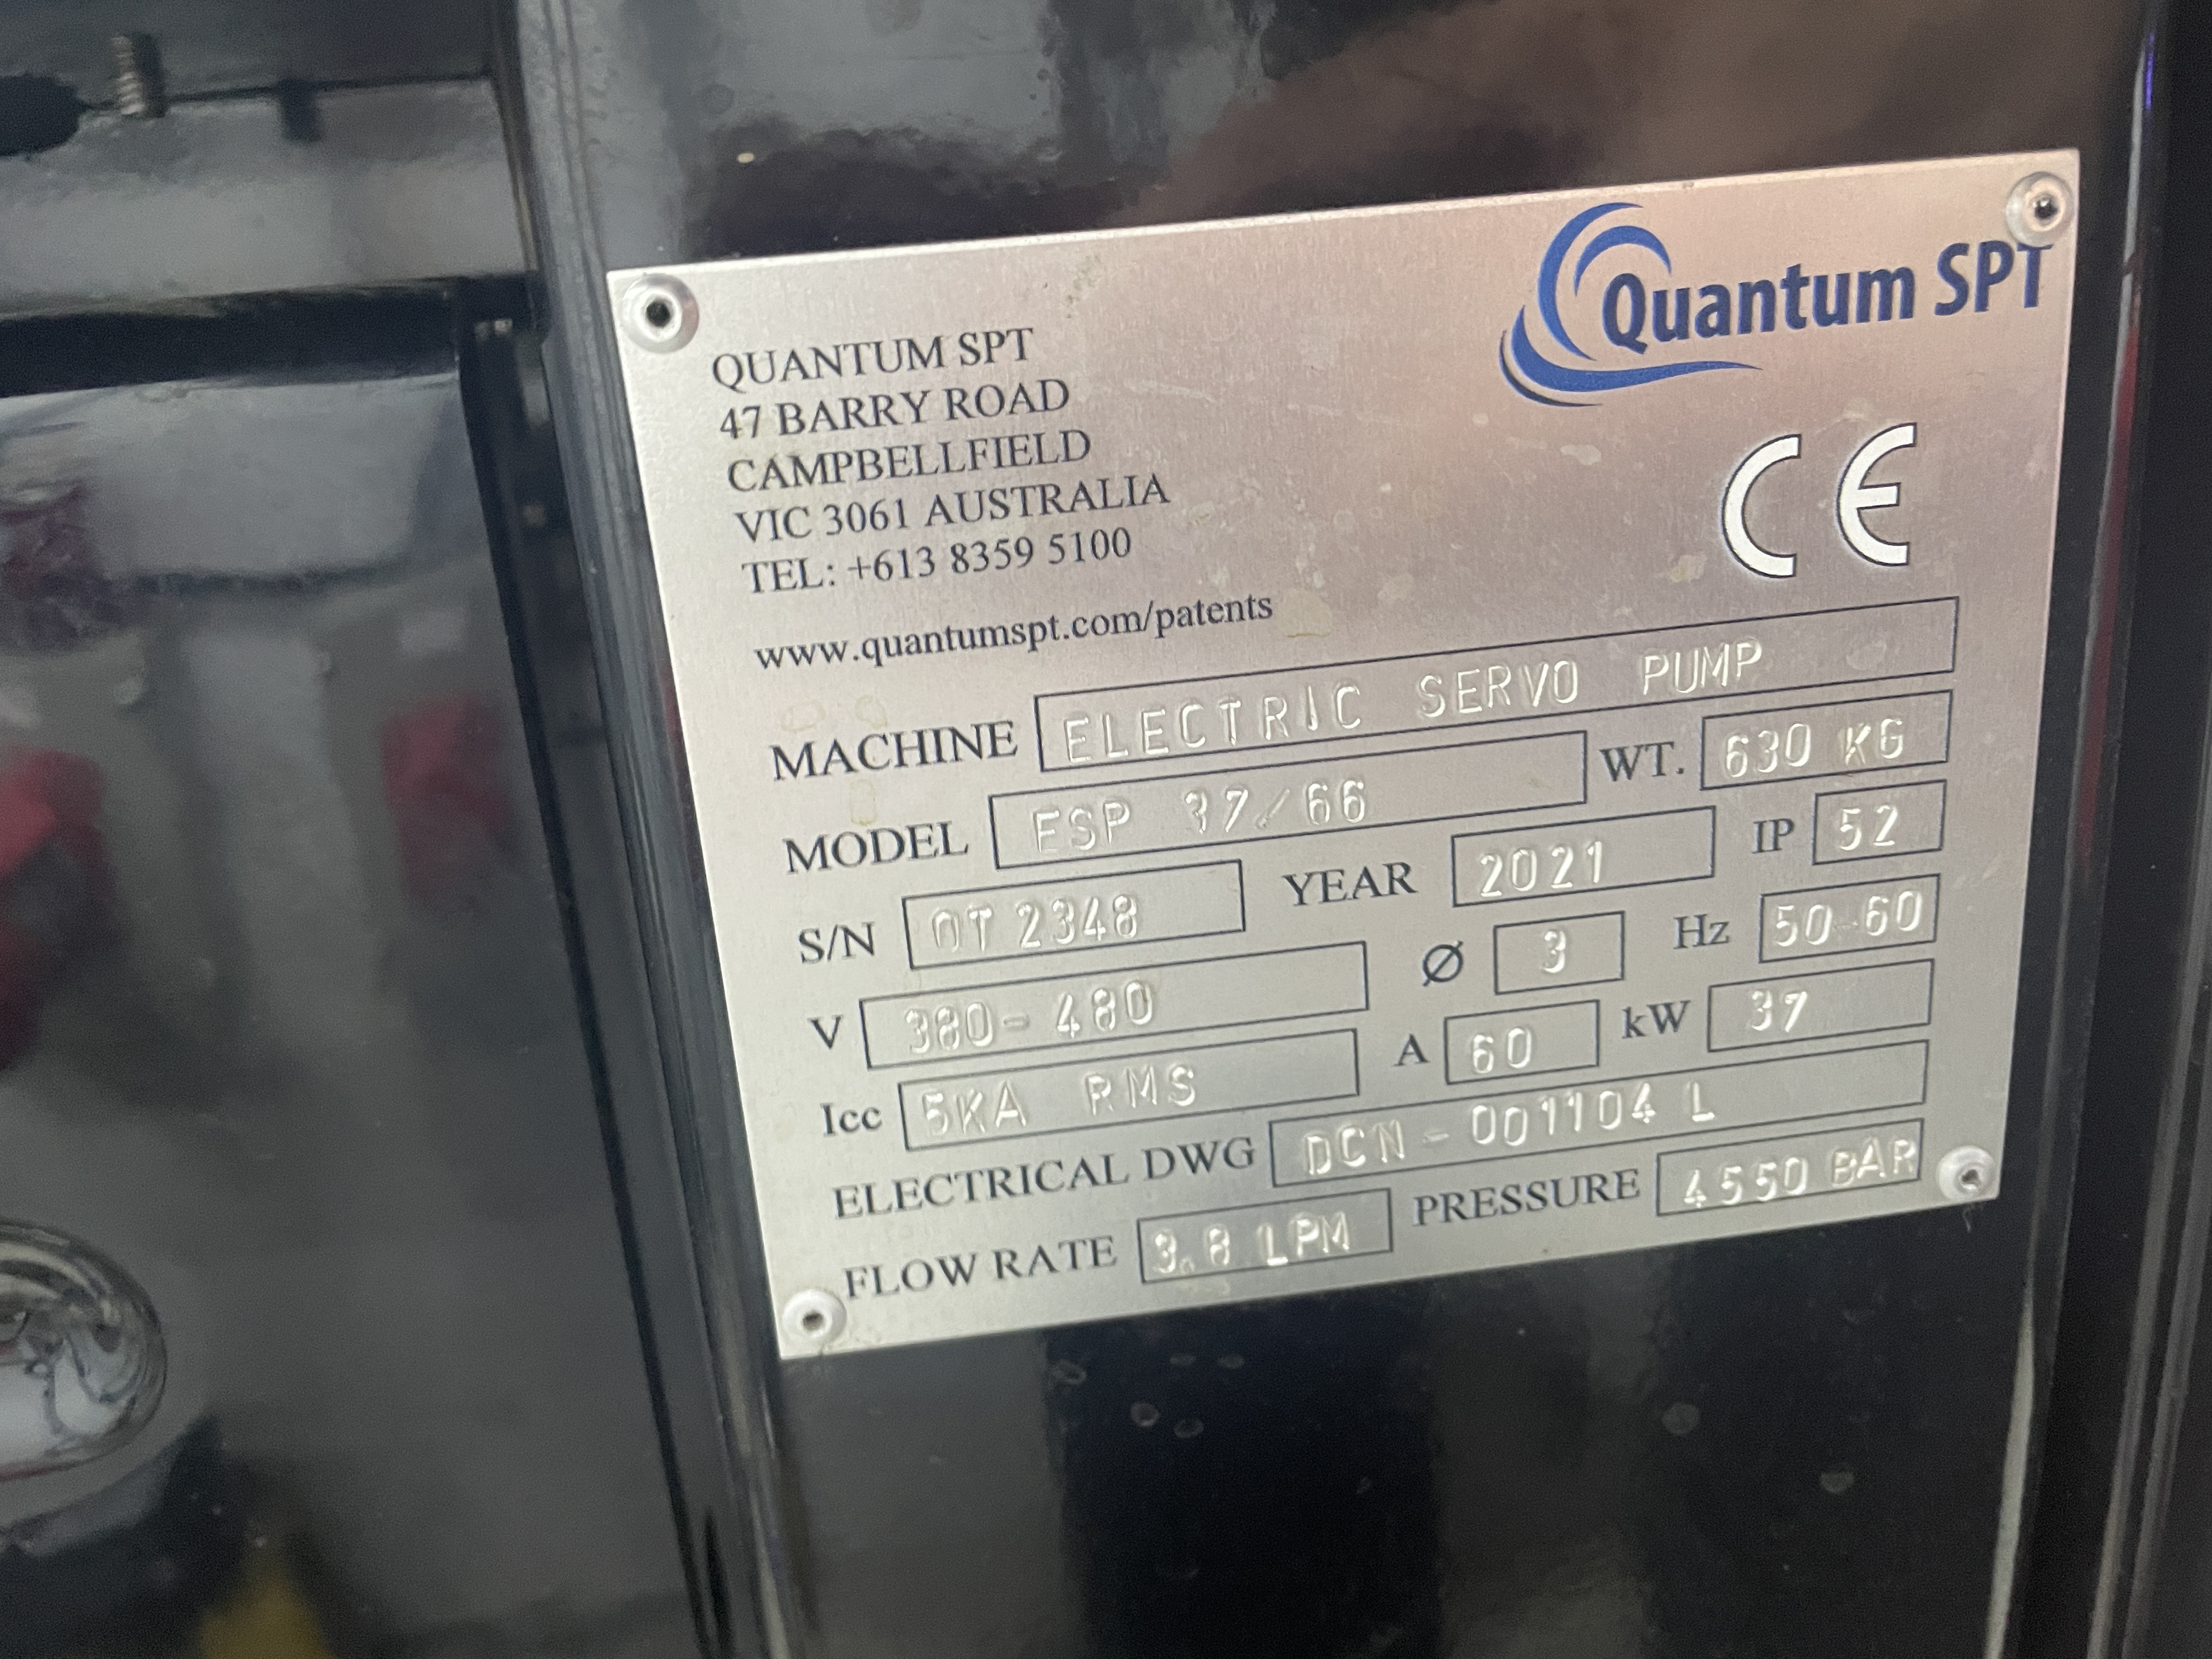 Quantum SPT
QUANTUM SPT
47 BARRY ROAD
CAMPBELLFIELD
VIC 3061 AUSTRALIA
TEL: +613 8359 5100
www.quantumspt.com/patents
CE
MACHINE ELECTRIC SERVO PUMP
MODEL ESP 37/66 WT. 630 KG
S/N QT 2348 YEAR 2021 IP 52
V 380-480 Ø 3 Hz 50-60
Icc 5KA RMS A 60 kW 37
ELECTRICAL DWG DCN-001104 L
FLOW RATE 3.8 LPM PRESSURE 4550 BAR